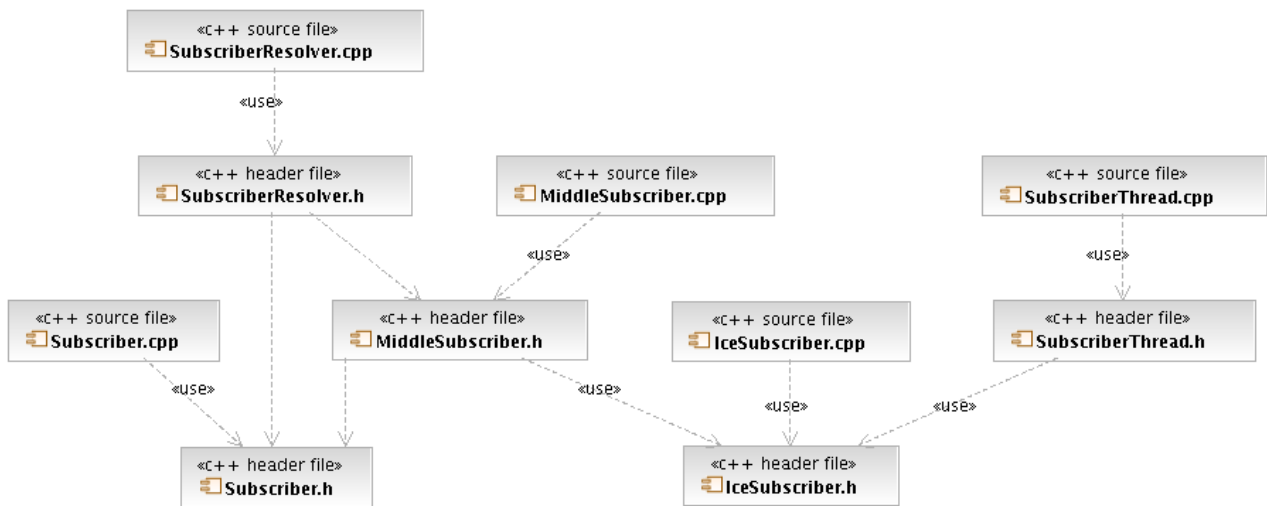 «c++ source file»
SubscriberResolver.cpp
«use»
«c++ header file»
SubscriberResolver.h
«c++ source file»
MiddleSubscriber.cpp
«c++ source file»
SubscriberThread.cpp
«use»
«use»
«c++ source file»
Subscriber.cpp
«c++ header file»
MiddleSubscriber.h
«c++ source file»
IceSubscriber.cpp
«c++ header file»
SubscriberThread.h
«use»
«use»
«use»
«use»
«c++ header file»
Subscriber.h
«c++ header file»
IceSubscriber.h